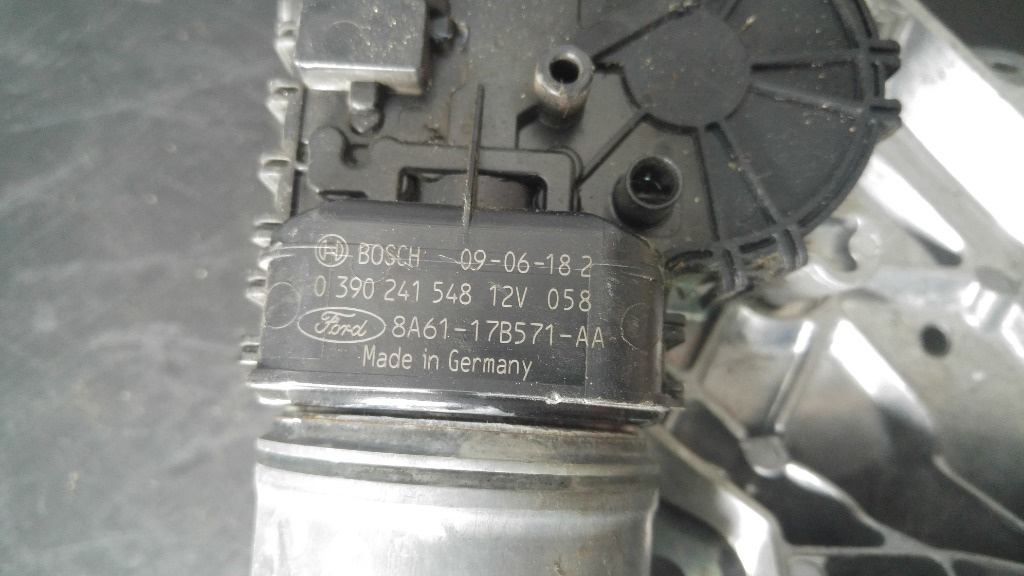 BOSCH 09-06-18 2
0 390 241 548 12V 058
Ford 8A61-17B571-AA
Made in Germany